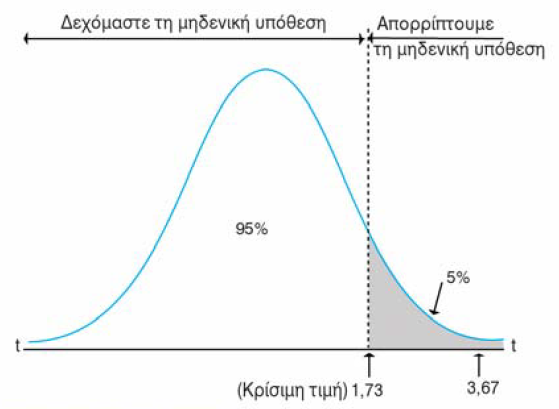 Δεχόμαστε τη μηδενική υπόθεση
Απορρίπτουμε
τη μηδενική υπόθεση
95%
5%
t
t
(Κρίσιμη τιμή) 1,73
3,67